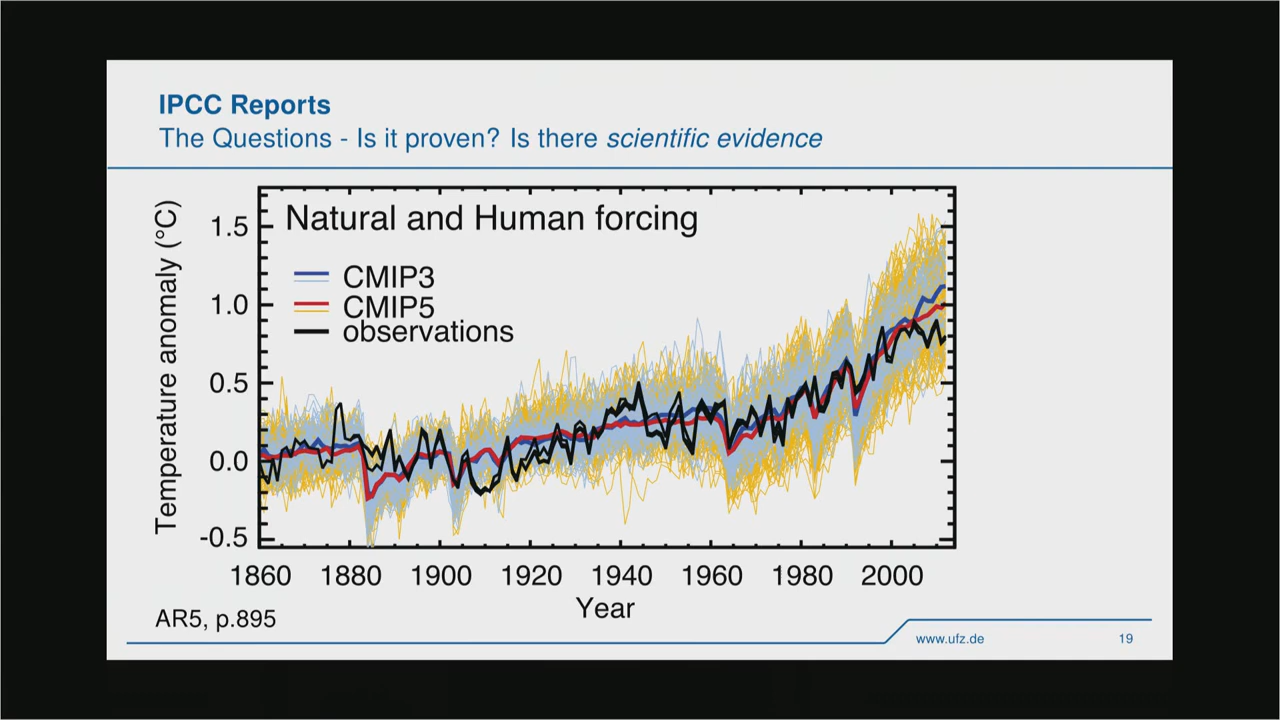 IPCC Reports
The Questions - Is it proven? Is there scientific evidence
Natural and Human forcing
CMIP3
CMIP5
observations
Temperature anomaly (°C)
1.5
1.0
0.5
0.0
-0.5
1860 1880 1900 1920 1940 1960 1980 2000
Year
AR5, p.895
www.ufz.de 19